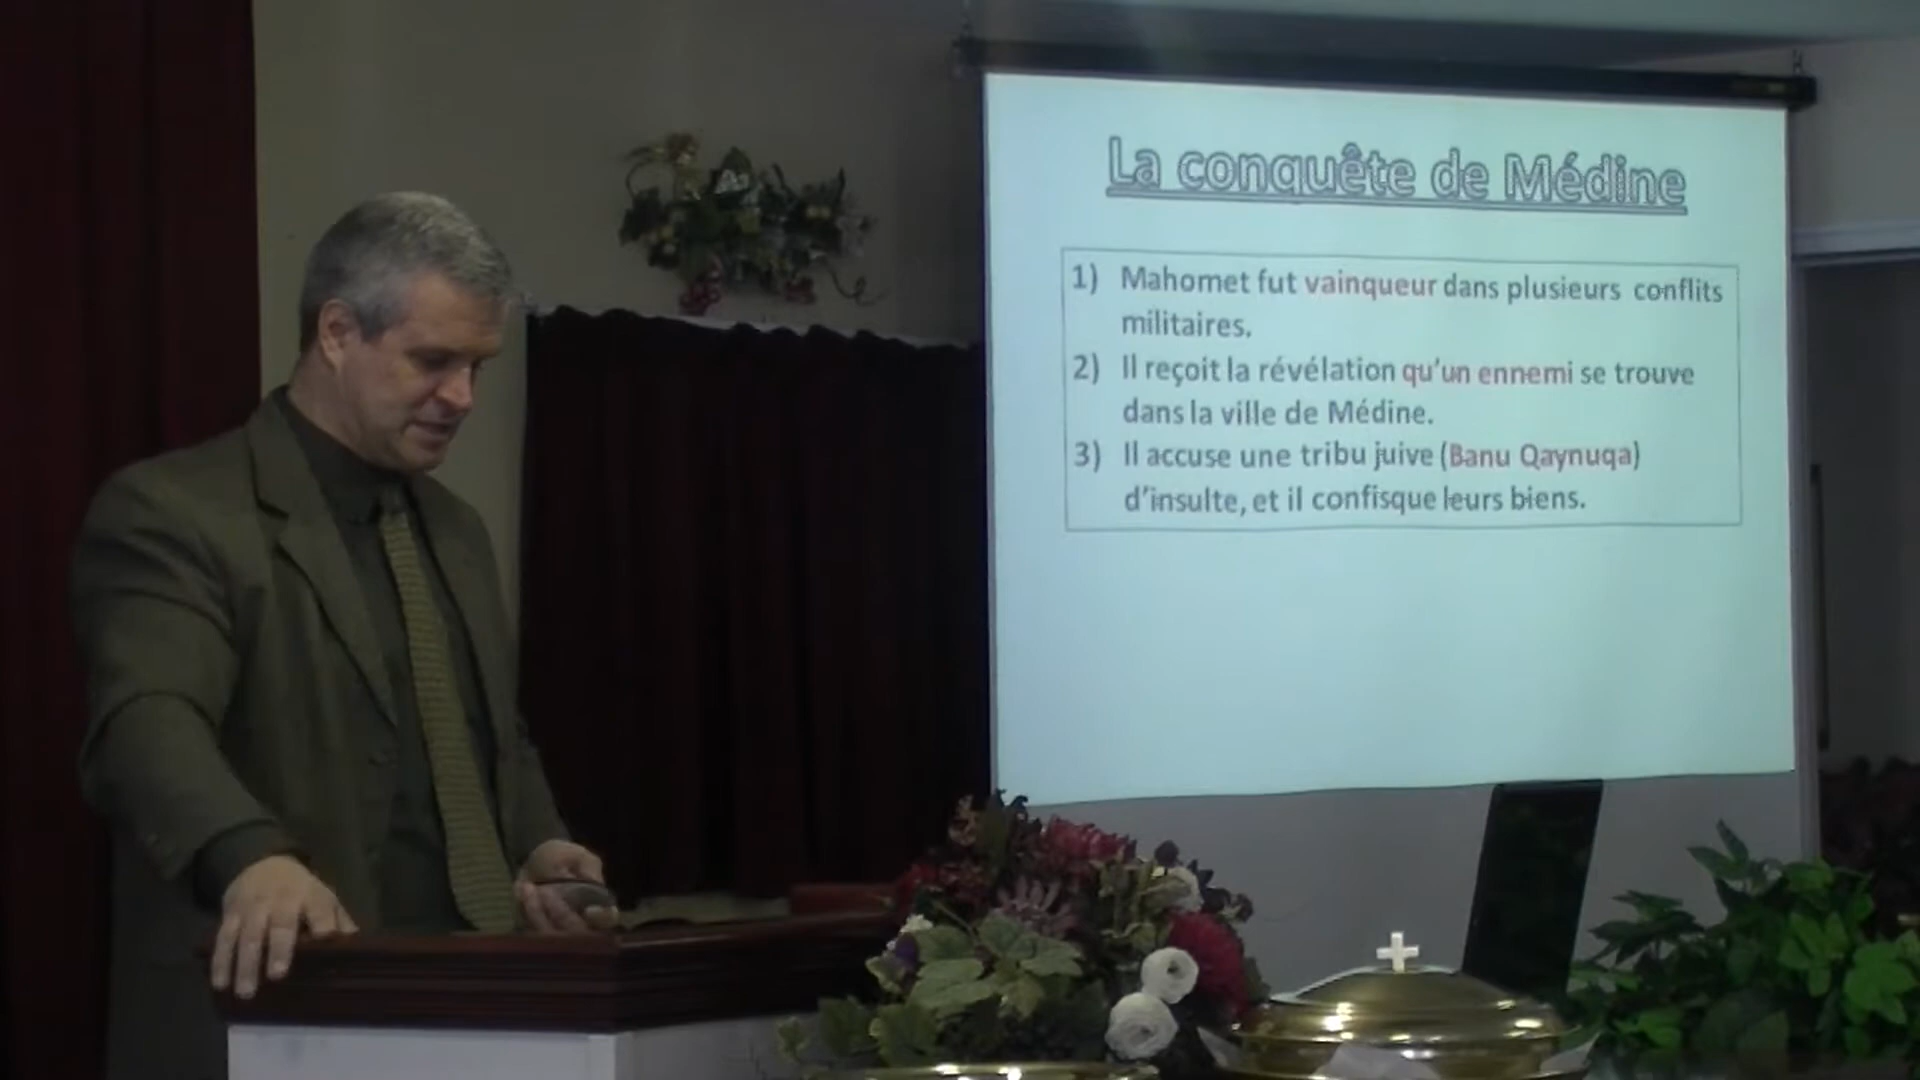 La conquête de Médine
1) Mahomet fut vainqueur dans plusieurs conflits
militaires.
2) Il reçoit la révélation qu'un ennemi se trouve
dans la ville de Médine.
3) Il accuse une tribu juive (Banu Qaynuqa)
d'insulte, et il confisque leurs biens.